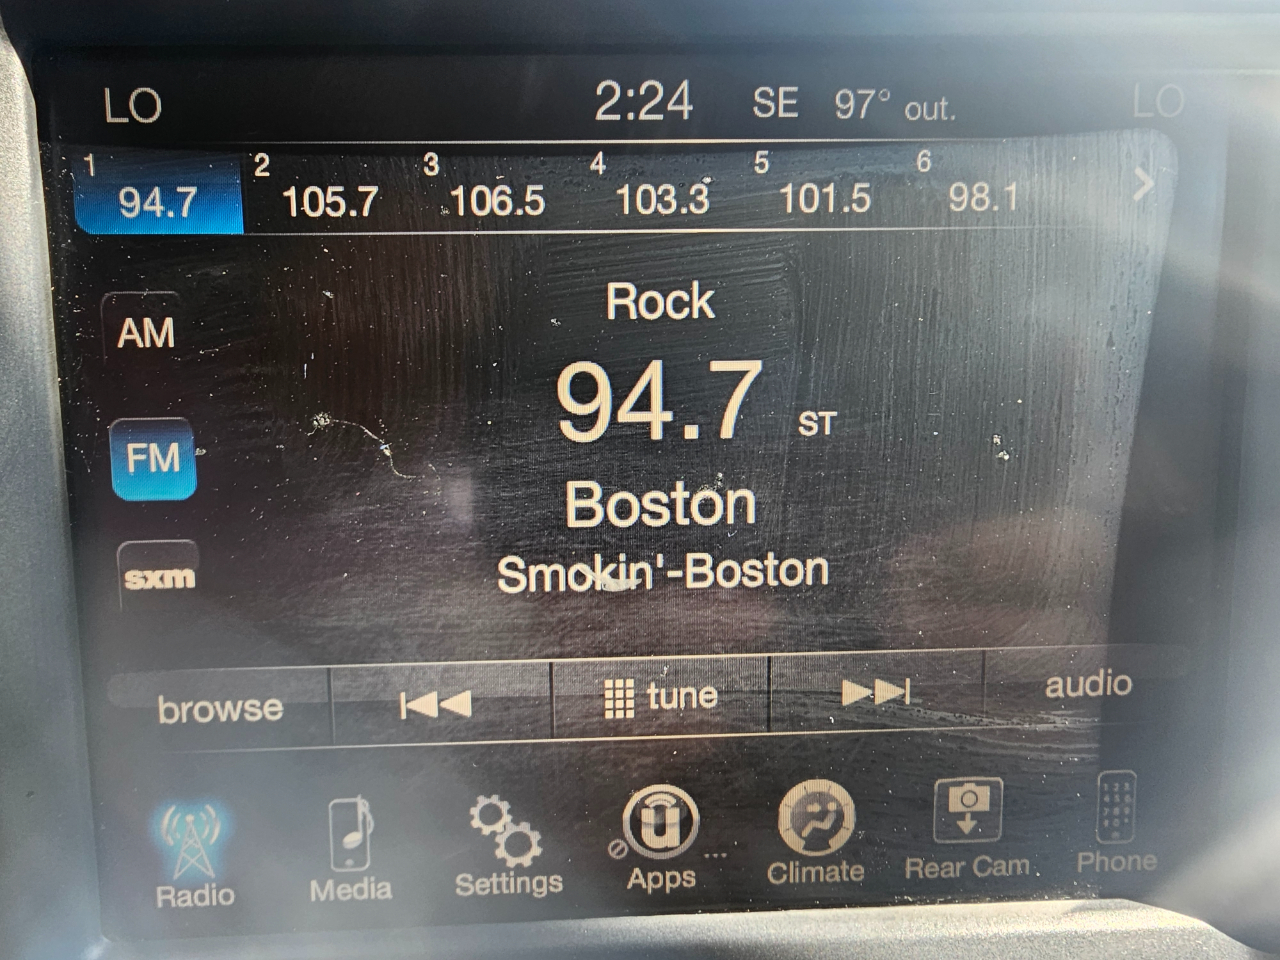 LO 2:24 SE 97° out. LO
1 2 3 4 5 6
94.7 105.7 106.5 103.3 101.5 98.1 >
Rock
AM
94.7 ST
FM
Boston
Smokin'-Boston
sxm
browse tune audio
Radio Media Settings Apps ... Climate Rear Cam Phone